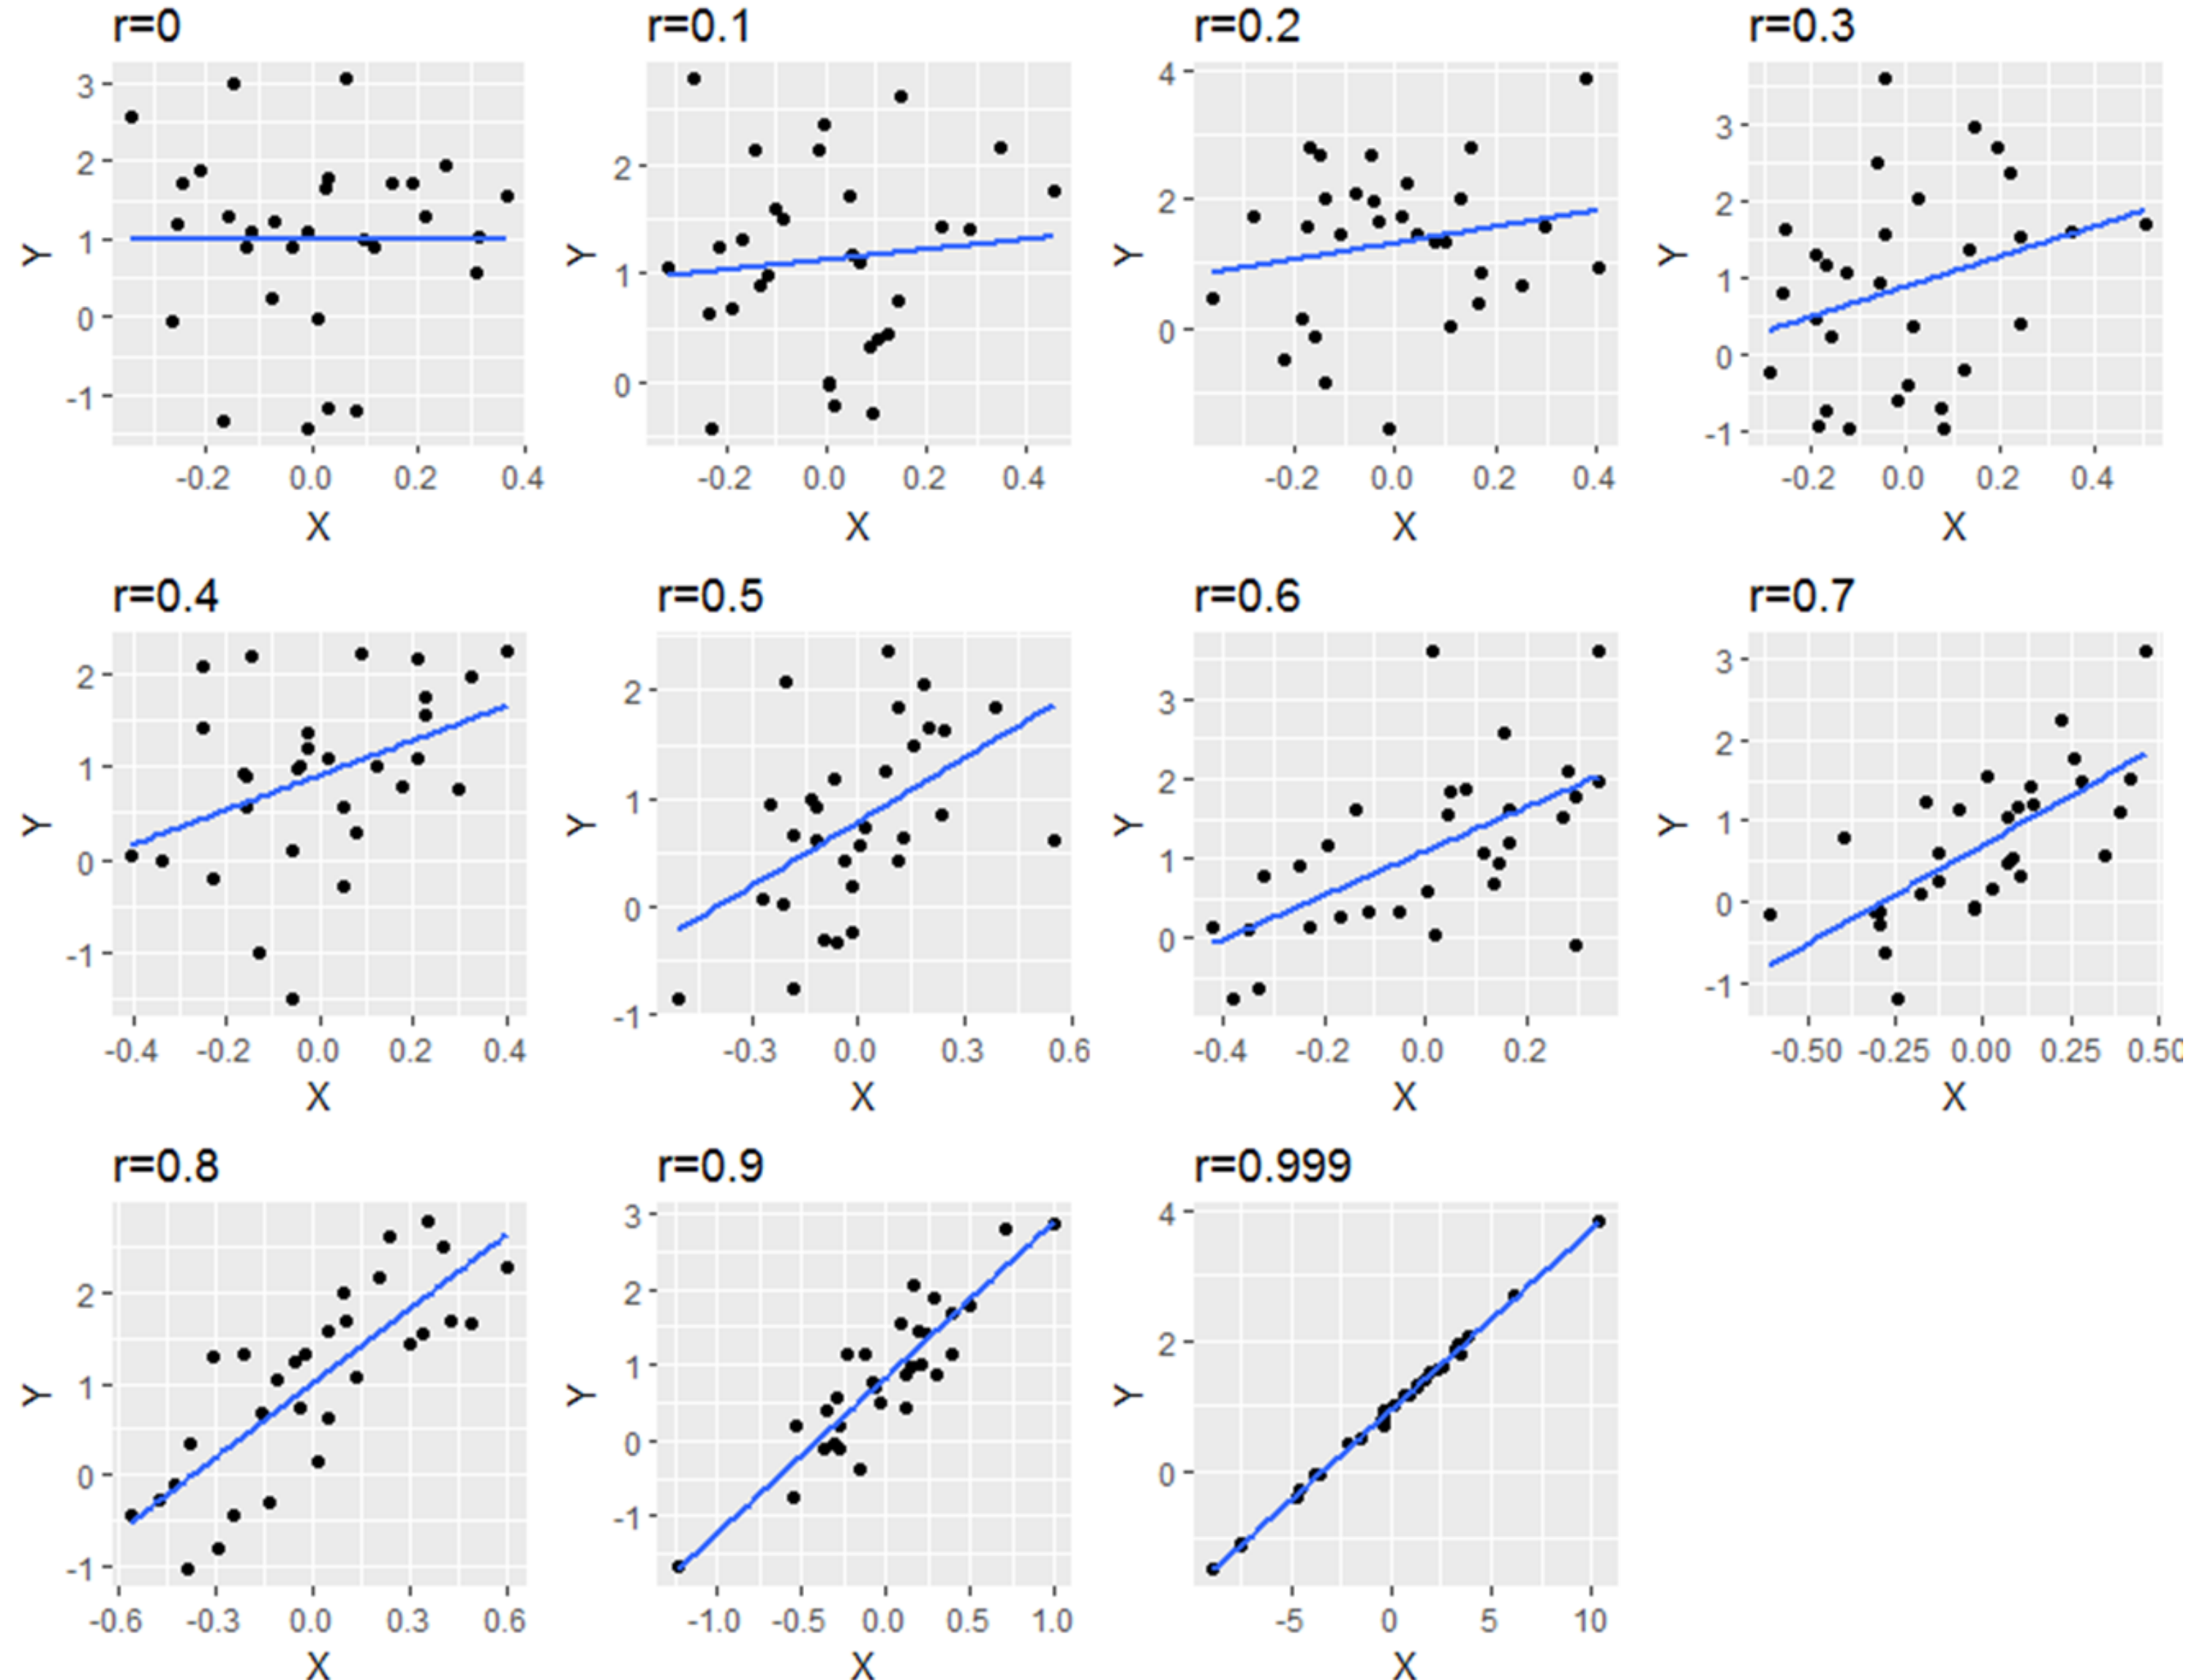 r=0 r=0.1 r=0.2 r=0.3
Y 3 2 1 0 -1
-0.2 0.0 0.2 0.4
X
Y 2 1 0
-0.2 0.0 0.2 0.4
X
Y 4 2 0
-0.2 0.0 0.2 0.4
X
Y 3 2 1 0 -1
-0.2 0.0 0.2 0.4
X
r=0.4 r=0.5 r=0.6 r=0.7
Y 2 1 0 -1
-0.4 -0.2 0.0 0.2 0.4
X
Y 2 1 0 -1
-0.3 0.0 0.3 0.6
X
Y 3 2 1 0
-0.4 -0.2 0.0 0.2
X
Y 3 2 1 0 -1
-0.50 -0.25 0.00 0.25 0.50
X
r=0.8 r=0.9 r=0.999
Y 2 1 0 -1
-0.6 -0.3 0.0 0.3 0.6
X
Y 3 2 1 0 -1
-1.0 -0.5 0.0 0.5 1.0
X
Y 4 2 0
-5 0 5 10
X